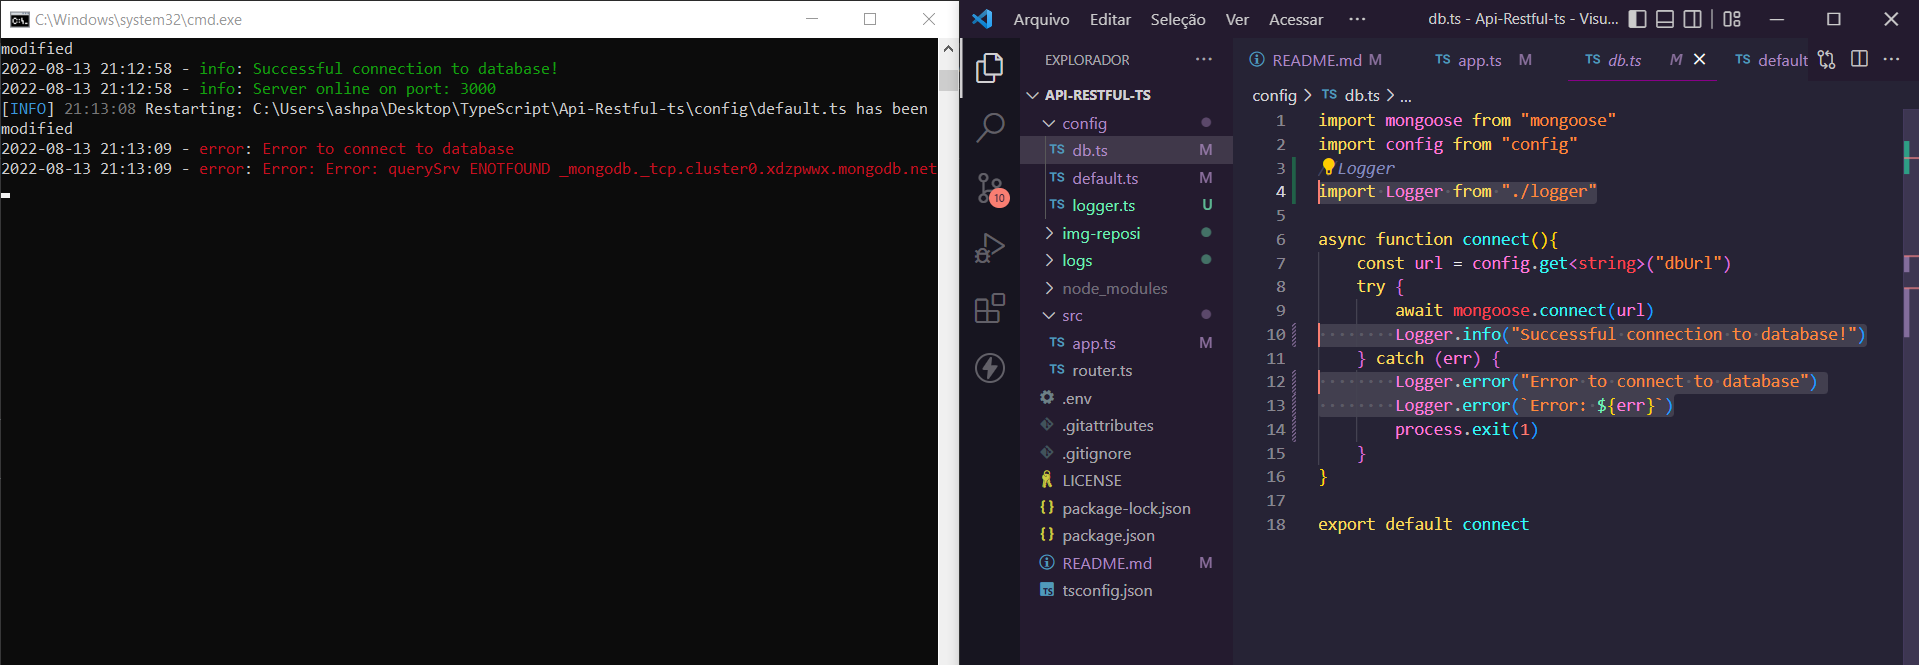 C:\Windows\system32\cmd.exe
modified
2022-08-13 21:12:58 - info: Successful connection to database!
2022-08-13 21:12:58 - info: Server online on port: 3000
[INFO] 21:13:08 Restarting: C:\Users\ashpa\Desktop\TypeScript\Api-Restful-ts\config\default.ts has been
modified
2022-08-13 21:13:09 - error: Error to connect to database
2022-08-13 21:13:09 - error: Error: Error: querySrv ENOTFOUND _mongodb._tcp.cluster0.xdzpwwx.mongodb.net
Arquivo Editar Seleção Ver Acessar ··· db.ts - Api-Restful-ts - Visu...
EXPLORADOR ···
API-RESTFUL-TS
config
TS db.ts M
TS default.ts M
TS logger.ts U
img-reposi
logs
node_modules
src
TS app.ts M
TS router.ts
.env
.gitattributes
.gitignore
LICENSE
{} package-lock.json
{} package.json
README.md M
TS tsconfig.json
10
README.md M TS app.ts M TS db.ts M TS default ···
config > TS db.ts > ...
1 import mongoose from "mongoose"
2 import config from "config"
3 Logger
4 import Logger from "./logger"
5
6 async function connect(){
7 const url = config.get<string>("dbUrl")
8 try {
9 await mongoose.connect(url)
10 Logger.info("Successful connection to database!")
11 } catch (err) {
12 Logger.error("Error to connect to database")
13 Logger.error(`Error: ${err}`)
14 process.exit(1)
15 }
16 }
17
18 export default connect